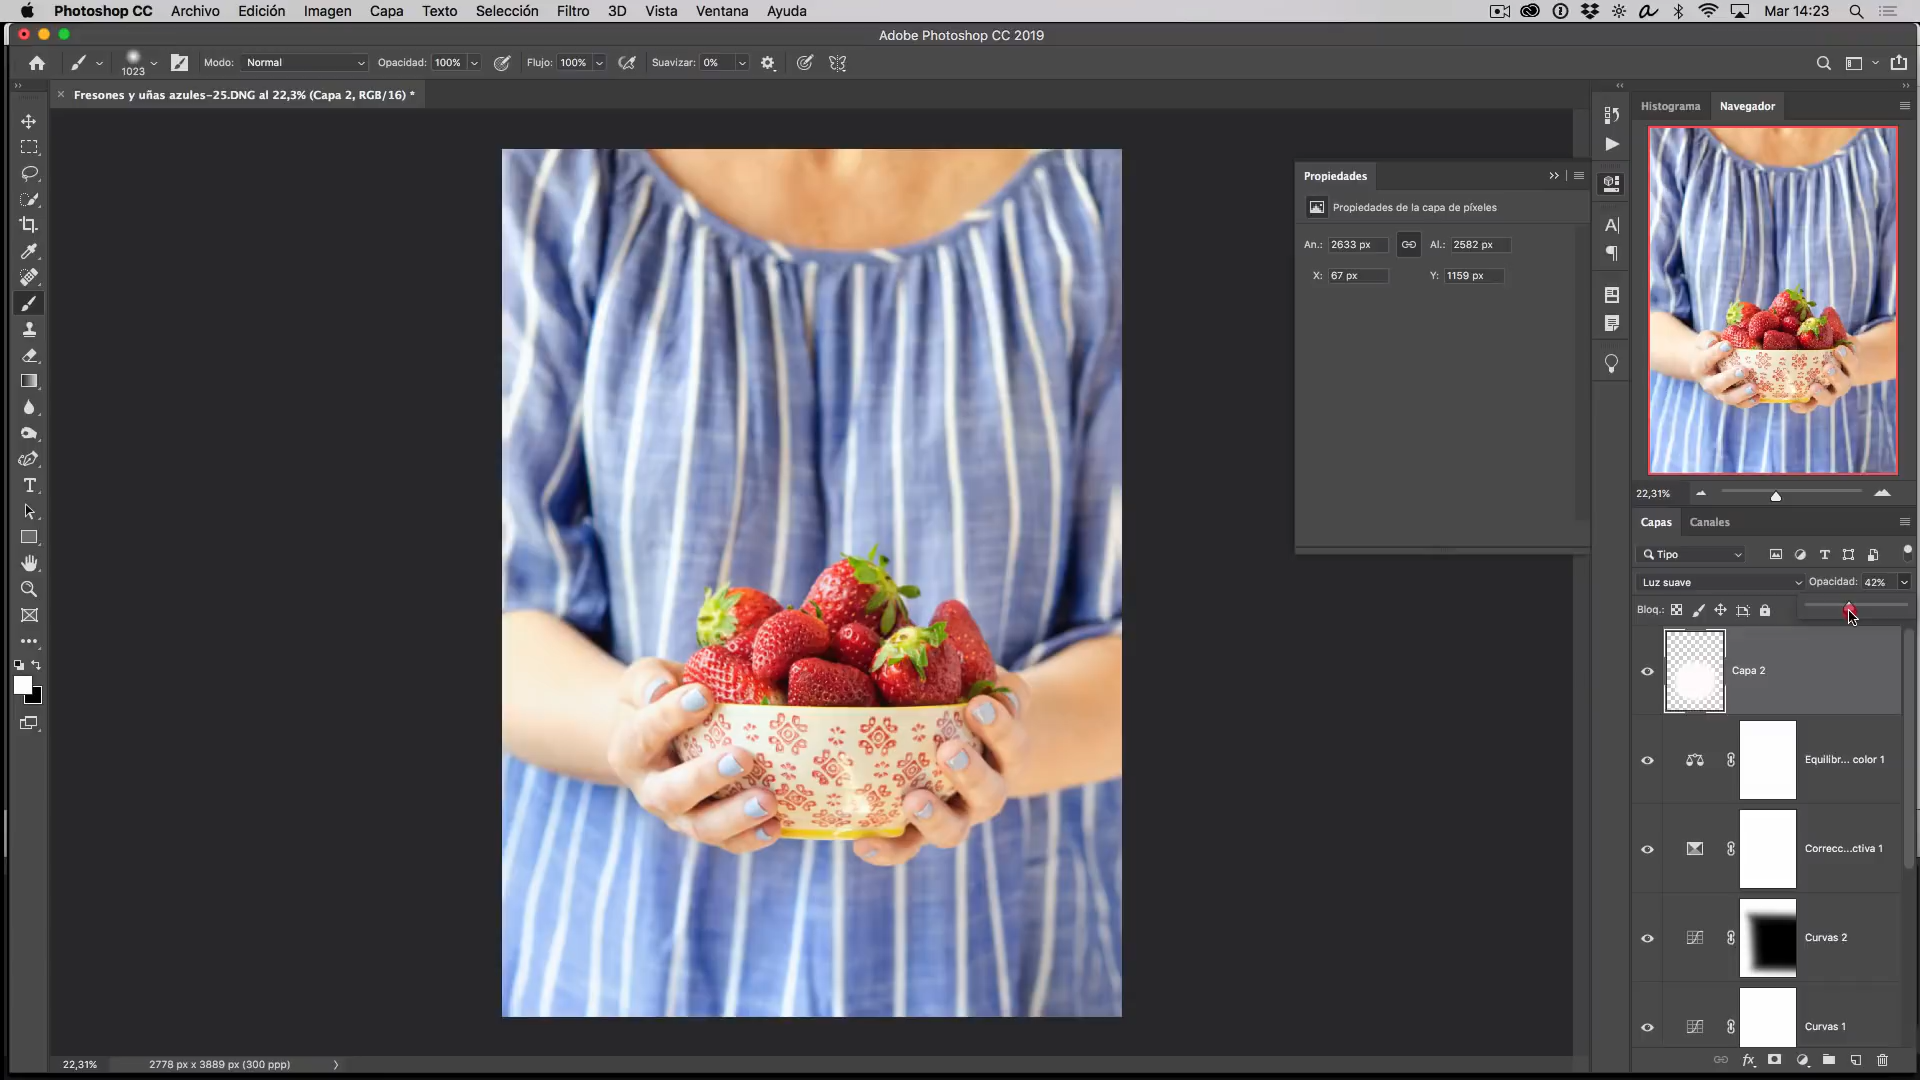 Photoshop CC Archivo Edición Imagen Capa Texto Selección Filtro 3D Vista Ventana Ayuda Mar 14:23
Adobe Photoshop CC 2019
1023 Modo: Normal Opacidad: 100% Flujo: 100% Suavizar: 0%
Fresones y uñas azules-25.DNG al 22,3% (Capa 2, RGB/16) *
Histograma Navegador
Propiedades
Propiedades de la capa de píxeles
An.: 2633 px Al.: 2582 px
X: 67 px Y: 1159 px
22,31%
Capas Canales
Tipo
Luz suave Opacidad: 42%
Bloq.:
Capa 2
Equilibr... color 1
Correcc...ctiva 1
Curvas 2
Curvas 1
22,31% 2778 px x 3889 px (300 ppp)